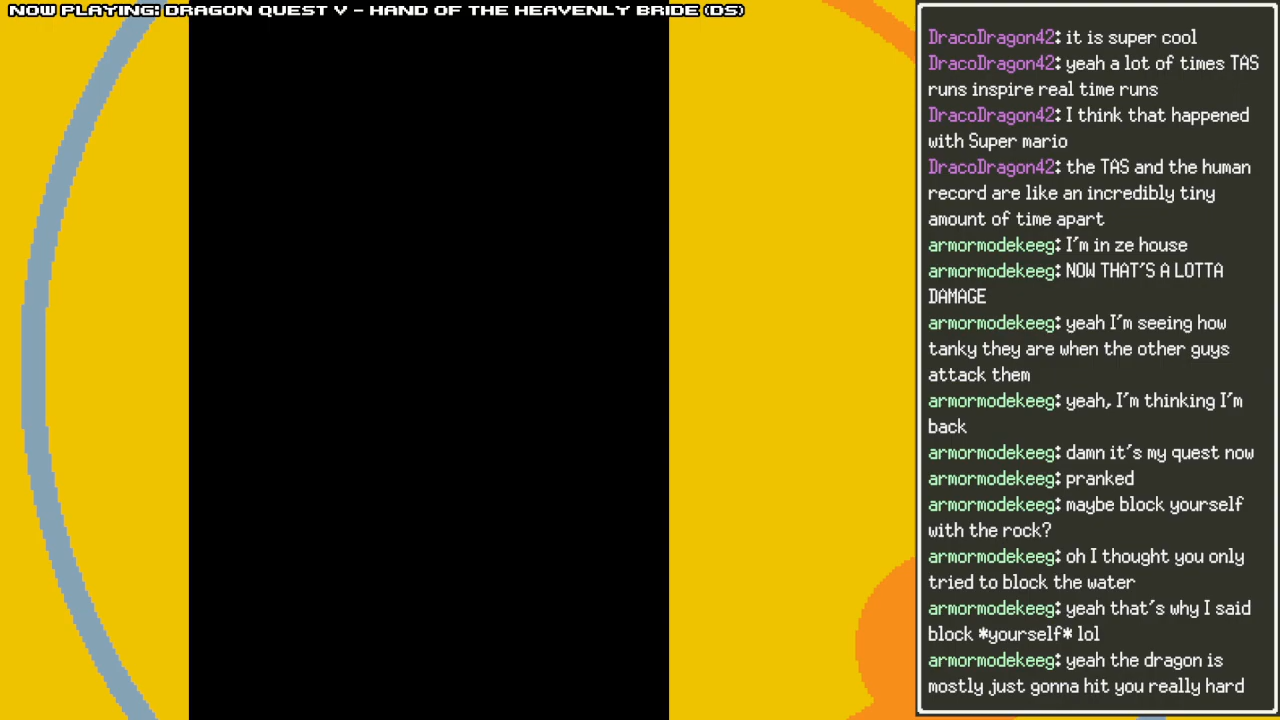 NOW PLAYING: DRAGON QUEST V - HAND OF THE HEAVENLY BRIDE (DS)
DracoDragon42: it is super cool
DracoDragon42: yeah a lot of times TAS
runs inspire real time runs
DracoDragon42: I think that happened
with Super mario
DracoDragon42: the TAS and the human
record are like an incredibly tiny
amount of time apart
armormodekeeg: I'm in ze house
armormodekeeg: NOW THAT'S A LOTTA
DAMAGE
armormodekeeg: yeah I'm seeing how
tanky they are when the other guys
attack them
armormodekeeg: yeah, I'm thinking I'm
back
armormodekeeg: damn it's my quest now
armormodekeeg: pranked
armormodekeeg: maybe block yourself
with the rock?
armormodekeeg: oh I thought you only
tried to block the water
armormodekeeg: yeah that's why I said
block *yourself* lol
armormodekeeg: yeah the dragon is
mostly just gonna hit you really hard